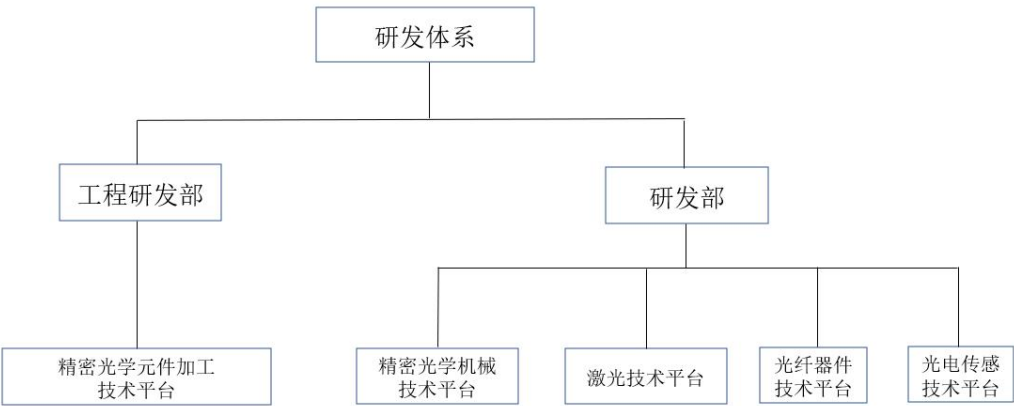 研发体系
工程研发部
研发部
精密光学元件加工
技术平台
精密光学机械
技术平台
激光技术平台
光纤器件
技术平台
光电传感
技术平台